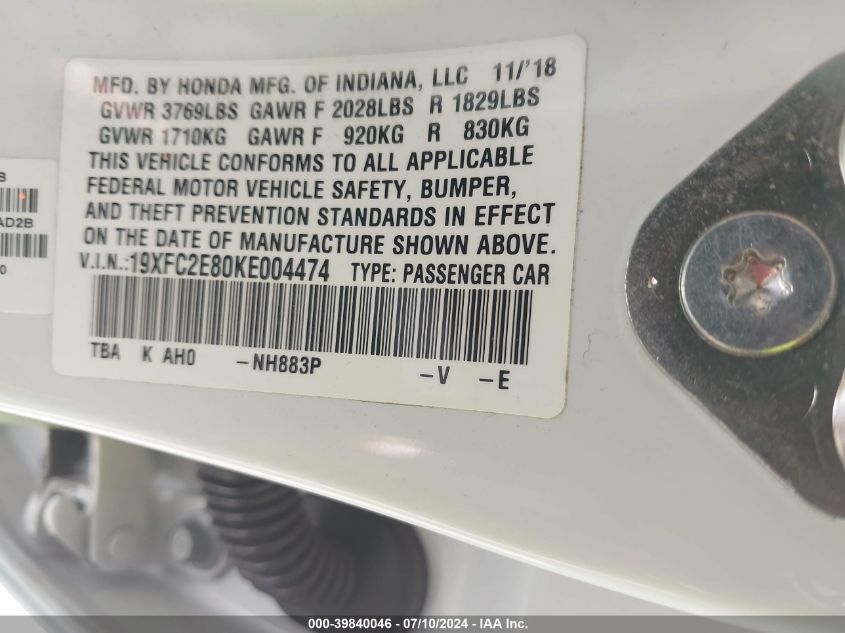 MFD. BY HONDA MFG. OF INDIANA, LLC 11/'18
GVWR 3769LBS GAWR F 2028LBS R 1829LBS
GVWR 1710KG GAWR F 920KG R 830KG
THIS VEHICLE CONFORMS TO ALL APPLICABLE
FEDERAL MOTOR VEHICLE SAFETY, BUMPER,
AND THEFT PREVENTION STANDARDS IN EFFECT
ON THE DATE OF MANUFACTURE SHOWN ABOVE.
V.I.N.:19XFC2E80KE004474 TYPE: PASSENGER CAR
TBA K AH0 -NH883P -V -E
B
AD2B
0
000-39840046 - 07/10/2024 - IAA Inc.